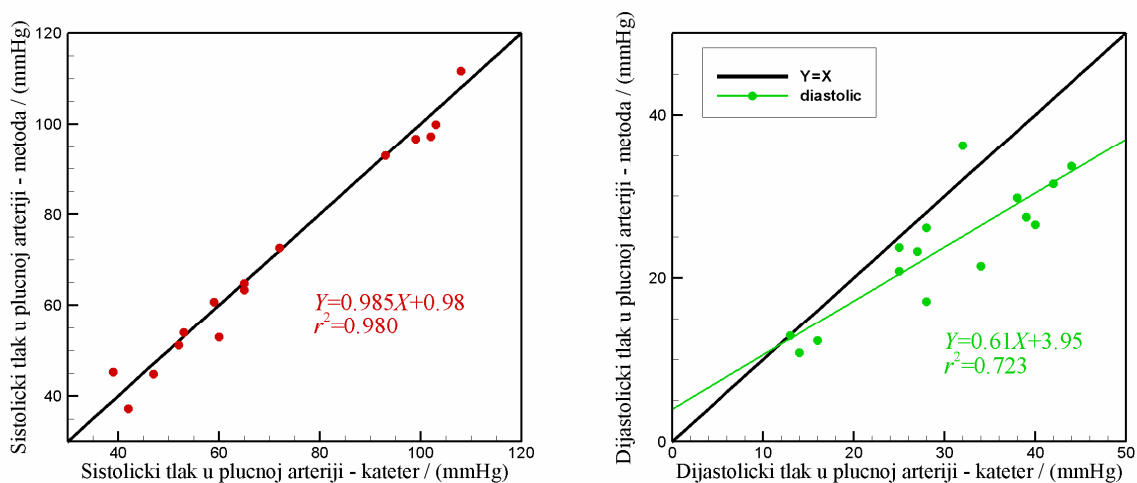 Sistolicki tlak u plucnoj arteriji - metoda / (mmHg)
120
100
80
60
40
Y=0.985X+0.98
r²=0.980
40 60 80 100 120
Sistolicki tlak u plucnoj arteriji - kateter / (mmHg)
Dijastolicki tlak u plucnoj arteriji - metoda / (mmHg)
Y=X
diastolic
40
20
0
Y=0.61X+3.95
r²=0.723
0 10 20 30 40 50
Dijastolicki tlak u plucnoj arteriji - kateter / (mmHg)